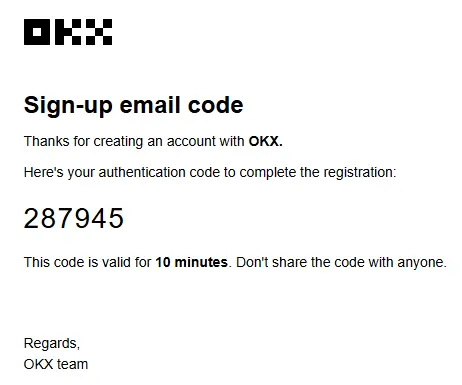 OKX
Sign-up email code
Thanks for creating an account with OKX.
Here's your authentication code to complete the registration:
287945
This code is valid for 10 minutes. Don't share the code with anyone.
Regards,
OKX team